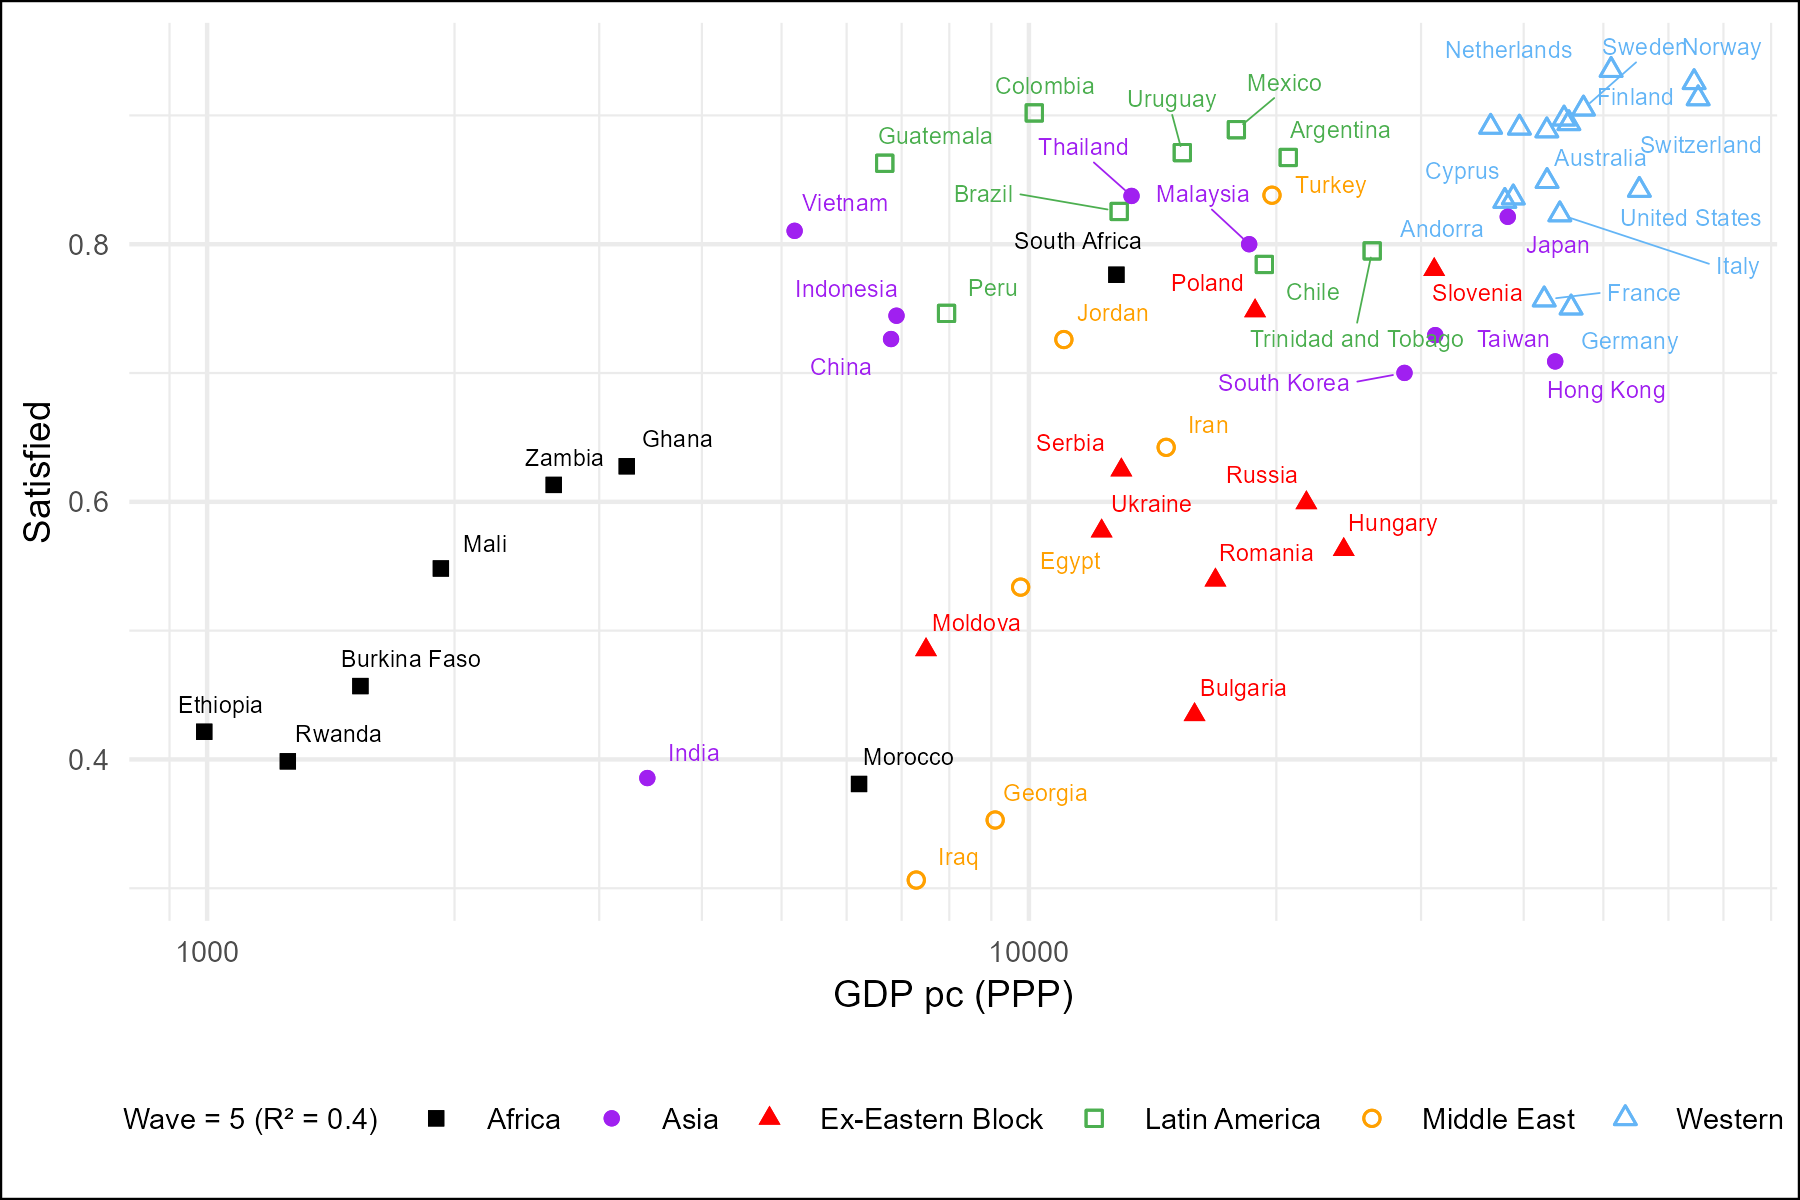 Netherlands
Sweden
Norway
Colombia
Mexico
Uruguay
Finland
Guatemala
Argentina
Thailand
Switzerland
Australia
Cyprus
Turkey
Brazil
Malaysia
Vietnam
United States
Andorra
South Africa
Japan
0.8
Italy
Poland
Indonesia
Peru
Chile
Slovenia
France
Jordan
Trinidad and Tobago
Taiwan
Germany
China
South Korea
Hong Kong
Iran
Ghana
Serbia
Zambia
Russia
Satisfied
0.6
Ukraine
Hungary
Mali
Romania
Egypt
Moldova
Burkina Faso
Bulgaria
Ethiopia
Rwanda
India
Morocco
0.4
Georgia
Iraq
1000
10000
GDP pc (PPP)
Wave = 5 (R² = 0.4) Africa Asia Ex-Eastern Block Latin America Middle East Western